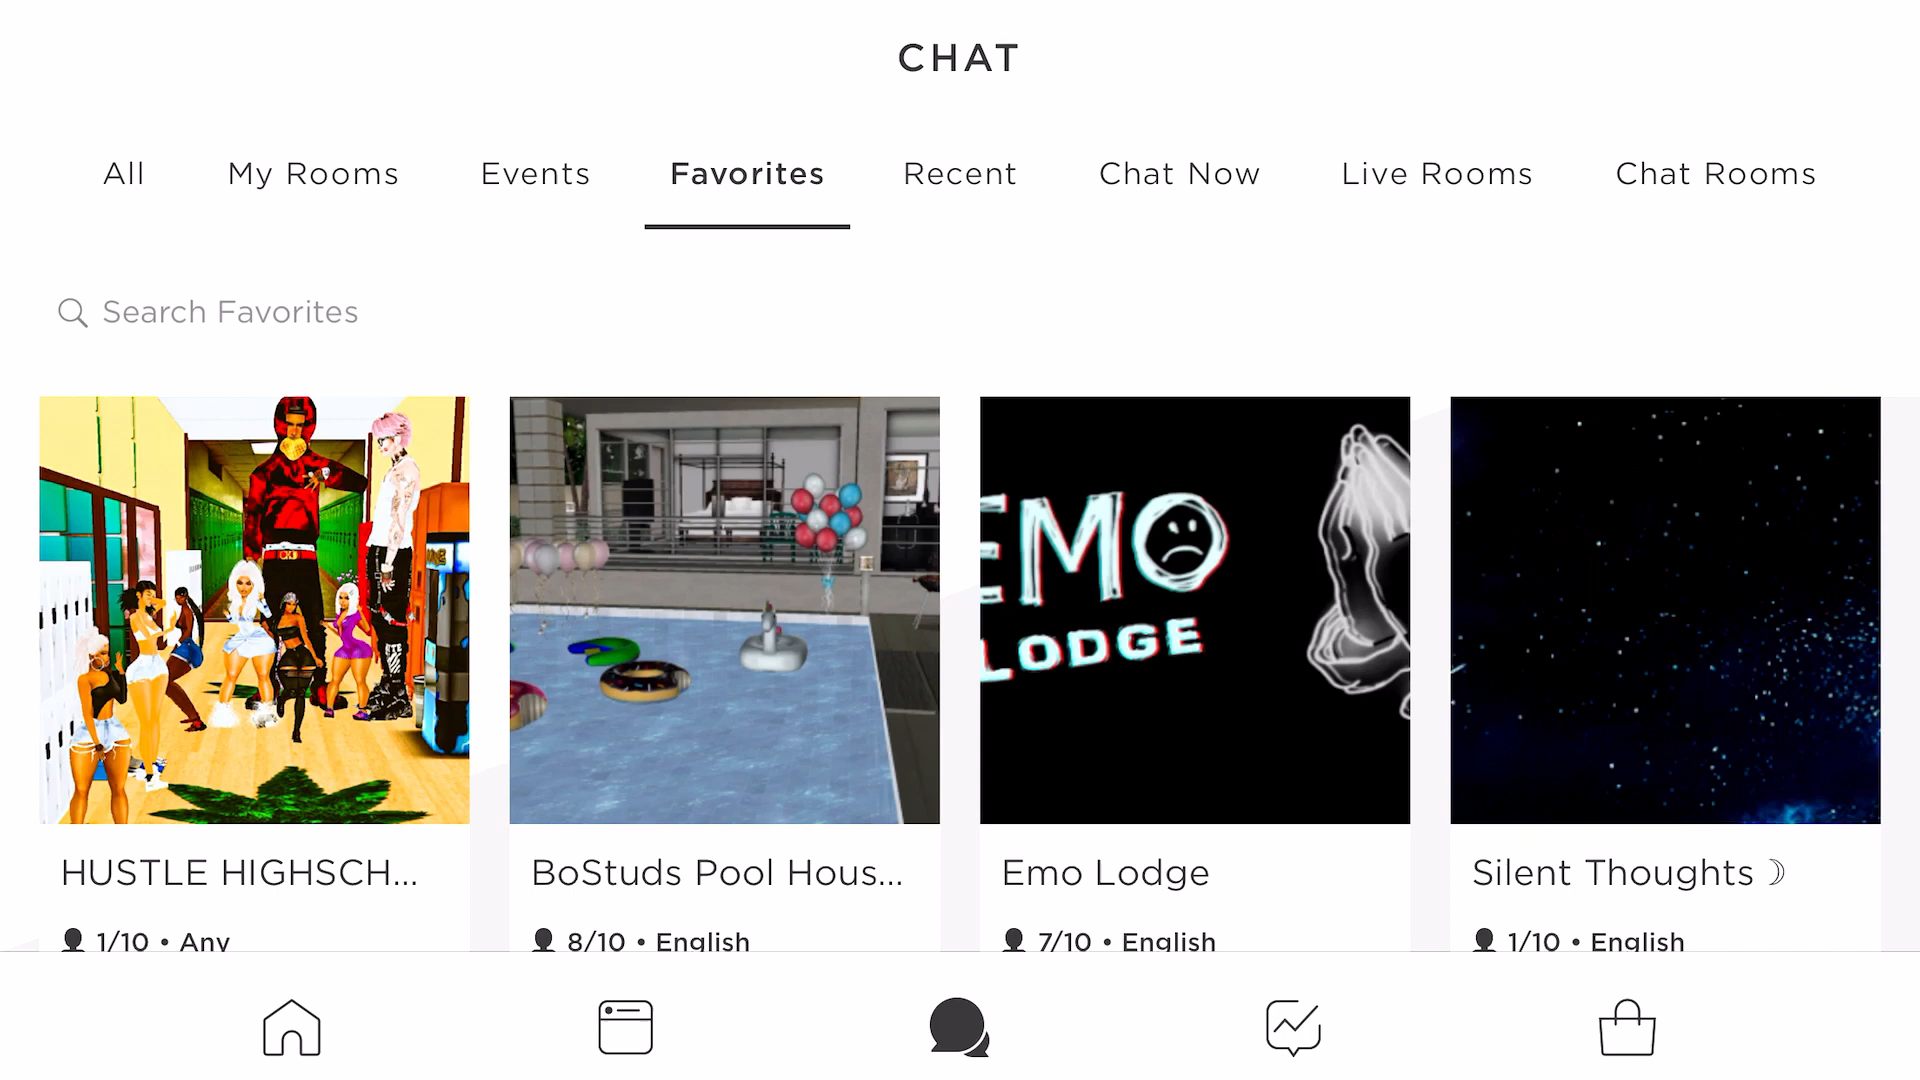 CHAT
All My Rooms Events Favorites Recent Chat Now Live Rooms Chat Rooms
Search Favorites
EMO
LODGE
HUSTLE HIGHSCH... BoStuds Pool Hous... Emo Lodge Silent Thoughts ☽
1/10 • Any 8/10 • English 7/10 • English 1/10 • English